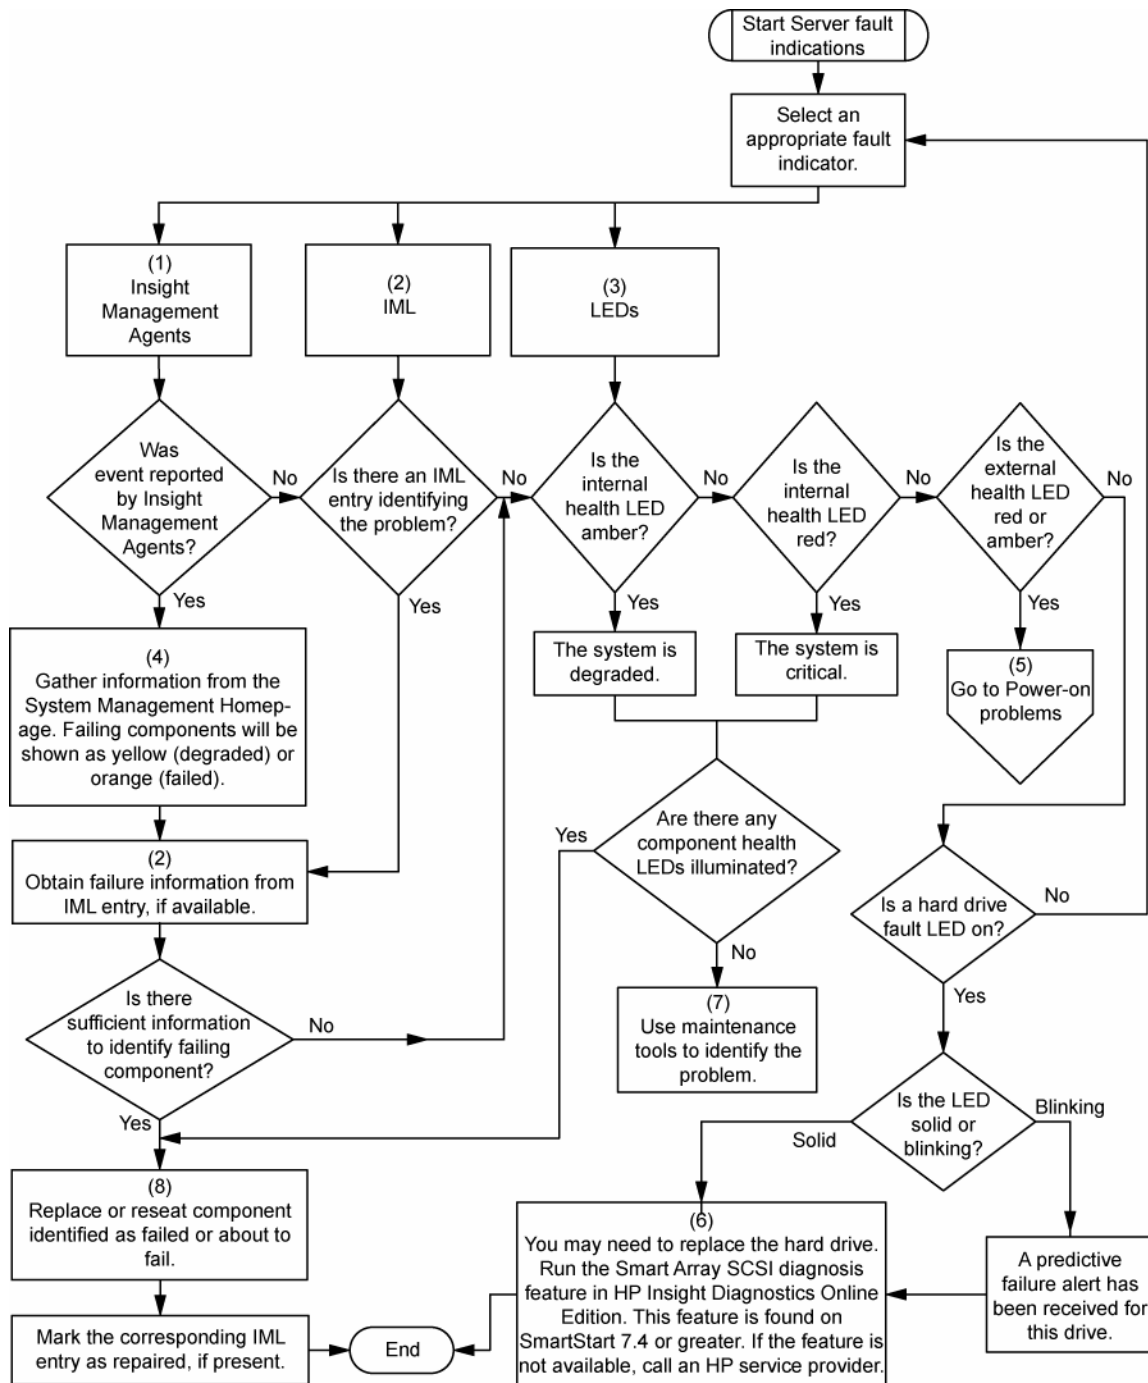 Start Server fault
indications
Select an
appropriate fault
indicator.
(1)
Insight
Management
Agents
(2)
IML
(3)
LEDs
Was
event reported
by Insight
Management
Agents?
No
Yes
Is there an IML
entry identifying
the problem?
No
Yes
Is the
internal
health LED
amber?
No
Yes
Is the
internal
health LED
red?
No
Yes
Is the
external
health LED
red or
amber?
No
Yes
(4)
Gather information from the
System Management Homep-
age. Failing components will be
shown as yellow (degraded) or
orange (failed).
The system is
degraded.
The system is
critical.
(5)
Go to Power-on
problems
(2)
Obtain failure information from
IML entry, if available.
Are there any
component health
LEDs illuminated?
Yes
No
Is a hard drive
fault LED on?
No
Yes
Is there
sufficient information
to identify failing
component?
No
Yes
(7)
Use maintenance
tools to identify the
problem.
Is the LED
solid or
blinking?
Solid
Blinking
(8)
Replace or reseat component
identified as failed or about to
fail.
(6)
You may need to replace the hard drive.
Run the Smart Array SCSI diagnosis
feature in HP Insight Diagnostics Online
Edition. This feature is found on
SmartStart 7.4 or greater. If the feature is
not available, call an HP service provider.
A predictive
failure alert has
been received for
this drive.
Mark the corresponding IML
entry as repaired, if present.
End